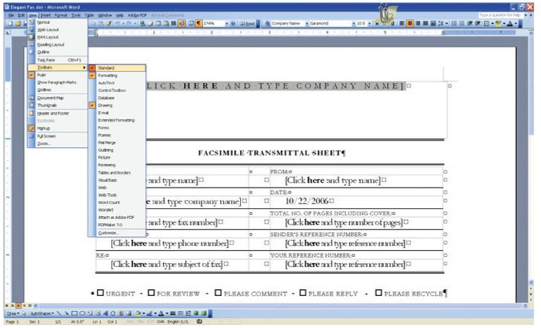 Elegant Fax.dot - Microsoft Word
File Edit View Insert Format Tools Table Window Help Adobe PDF Acrobat Comments
Type a question for help
Read Company Name Garamond
Normal
Web Layout
Print Layout
Reading Layout
Outline
Task Pane Ctrl+F1
Toolbars
Ruler
Show Paragraph Marks
Gridlines
Document Map
Thumbnails
Header and Footer
Markup
Full Screen
Zoom...
Standard
Formatting
AutoText
Control Toolbox
Database
Drawing
E-mail
Extended Formatting
Forms
Frames
Mail Merge
Outlining
Picture
Reviewing
Tables and Borders
Visual Basic
Web
Web Tools
Word Count
WordArt
Attach as Adobe PDF
PDFMaker 7.0
Customize...
LICK HERE AND TYPE COMPANY NAME]
FACSIMILE TRANSMITTAL SHEET¶
FROM:
and type name] [Click here and type name]
DATE:
and type company name] 10/22/2006
TOTAL NO. OF PAGES INCLUDING COVER:
and type fax number] [Click here and type number of pages]
SENDER'S REFERENCE NUMBER:
[Click here and type phone number] [Click here and type reference number]
RE: YOUR REFERENCE NUMBER:
[Click here and type subject of fax] [Click here and type reference number]
URGENT FOR REVIEW PLEASE COMMENT PLEASE REPLY PLEASE RECYCLE¶
Draw AutoShapes
Page 1 Sec 1 1/1 At 0.5" Ln 1 Col 1 REC TRK EXT OVR English (U.S.